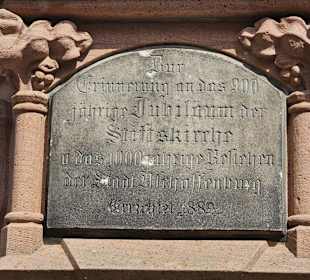 Zur
Erinnerung an das 900
jährige Jubiläum der
Stiftskirche
u das 1000 jährige Bestehen
der Stadt Aschaffenburg
Errichtet 1882